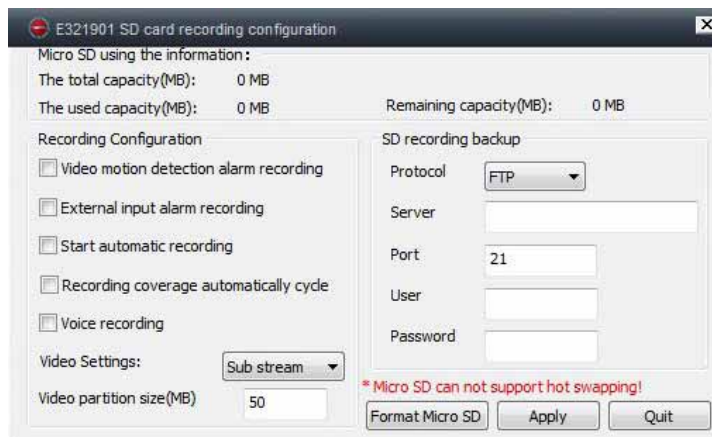 E321901 SD card recording configuration
Micro SD using the information:
The total capacity(MB): 0 MB
The used capacity(MB): 0 MB Remaining capacity(MB): 0 MB
Recording Configuration
Video motion detection alarm recording
External input alarm recording
Start automatic recording
Recording coverage automatically cycle
Voice recording
Video Settings: Sub stream
Video partition size(MB) 50
SD recording backup
Protocol FTP
Server
Port 21
User
Password
* Micro SD can not support hot swapping!
Format Micro SD Apply Quit